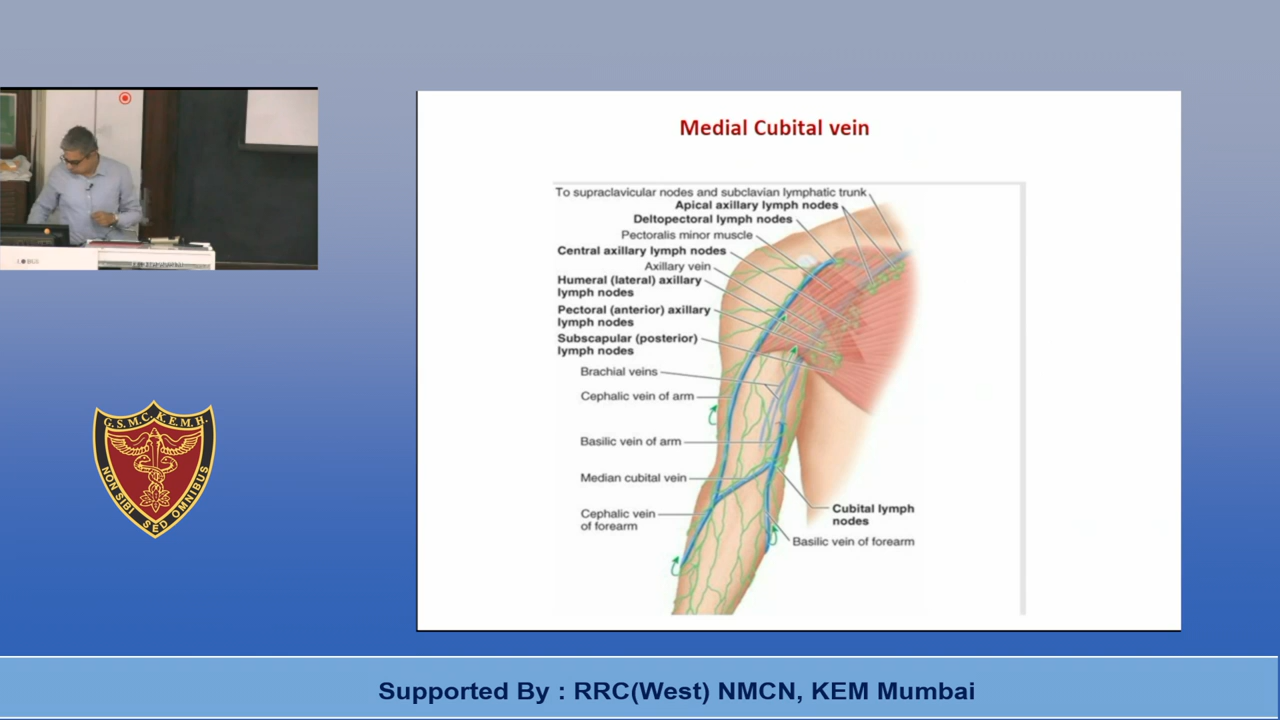 Medial Cubital vein
To supraclavicular nodes and subclavian lymphatic trunk
Apical axillary lymph nodes
Deltopectoral lymph nodes
Pectoralis minor muscle
Central axillary lymph nodes
Axillary vein
Humeral (lateral) axillary
lymph nodes
Pectoral (anterior) axillary
lymph nodes
Subscapular (posterior)
lymph nodes
Brachial veins
Cephalic vein of arm
Basilic vein of arm
Median cubital vein
Cephalic vein
of forearm
Cubital lymph
nodes
Basilic vein of forearm
G.S.M.C.K.E.M.H.
NON SIBI SED OMNIBUS
Supported By : RRC(West) NMCN, KEM Mumbai